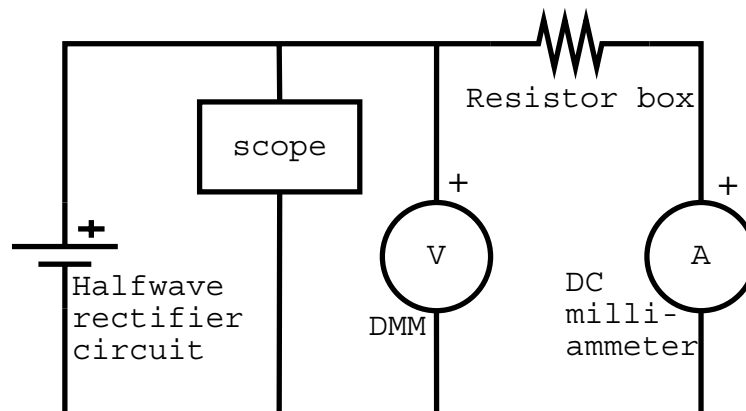 Resistor box
scope
+
+
+
V
A
Halfwave
rectifier
circuit
DMM
DC
milli-
ammeter